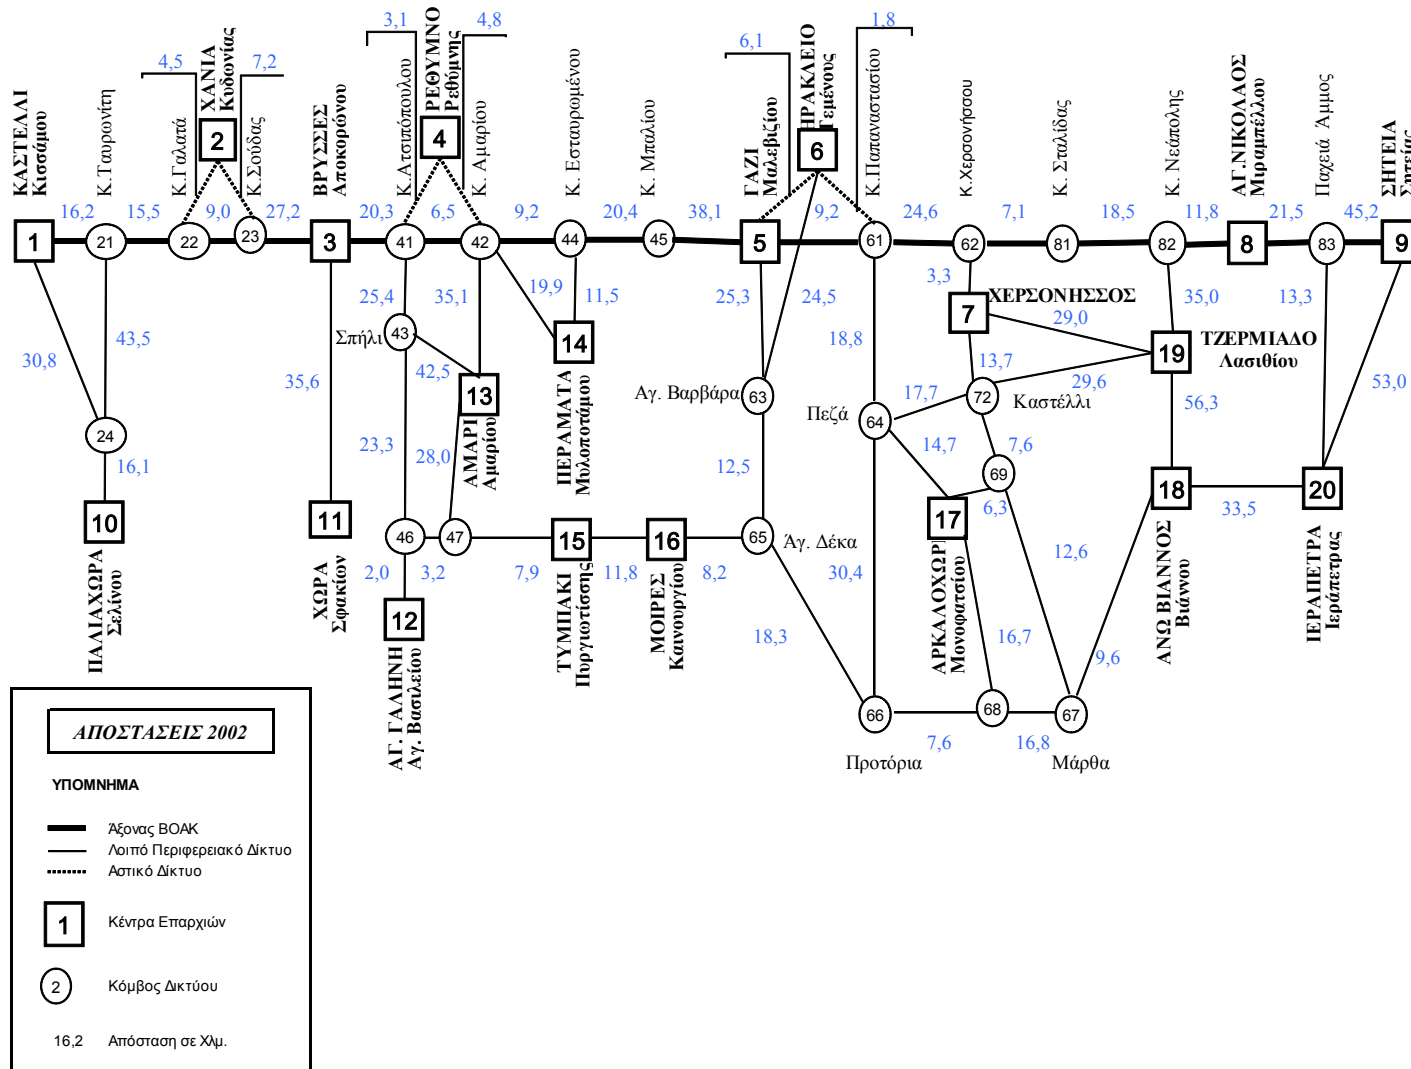 3,1
4,8
1,8
6,1
4,5
7,2
ΚΑΣΤΕΛΛΙ
Κισσάμου
Κ.Ταυρωνίτη
Κ.Γαλατά
ΧΑΝΙΑ
Κυδωνίας
Κ.Σούδας
ΒΡΥΣΣΕΣ
Αποκορώνου
Κ.Ατσιπόπουλου
ΡΕΘΥΜΝΟ
Ρεθύμνης
Κ. Αμαρίου
Κ. Εσταυρωμένου
Κ. Μπαλίου
ΓΑΖΙ
Μαλεβιζίου
ΗΡΑΚΛΕΙΟ
Τεμένους
Κ.Παπαναστασίου
Κ.Χερσονήσου
Κ. Σταλίδας
Κ. Νεάπολης
ΑΓ.ΝΙΚΟΛΑΟΣ
Μιραμπέλλου
Παχειά Άμμος
ΣΗΤΕΙΑ
Σητείας
2
4
6
16,2
15,5
9,0
27,2
20,3
6,5
9,2
20,4
38,1
9,2
24,6
7,1
18,5
11,8
21,5
45,2
1
21
22
23
3
41
42
44
45
5
61
62
81
82
8
83
9
25,4
35,1
19,9
11,5
25,3
24,5
3,3
35,0
13,3
ΧΕΡΣΟΝΗΣΣΟΣ
7
29,0
30,8
43,5
Σπήλι
43
14
18,8
19
ΤΖΕΡΜΙΑΔΟ
Λασιθίου
42,5
13
13,7
29,6
53,0
35,6
Αγ. Βαρβάρα
63
Πεζά
64
17,7
72
Καστέλλι
56,3
24
16,1
23,3
28,0
ΑΜΑΡΙ
Αμαρίου
ΠΕΡΑΜΑΤΑ
Μυλοποτάμου
12,5
14,7
7,6
69
10
11
17
6,3
18
33,5
20
46
47
15
16
65
Άγ. Δέκα
2,0
3,2
7,9
11,8
8,2
30,4
12,6
ΠΑΛΙΑΧΩΡΑ
Σελίνου
ΧΩΡΑ
Σφακίων
12
ΑΓ. ΓΑΛΗΝΗ
Αγ. Βασιλείου
ΤΥΜΠΑΚΙ
Πυργιωτίσσης
ΜΟΙΡΕΣ
Καινουργίου
18,3
ΑΡΚΑΛΟΧΩΡΙ
Μονοφατσίου
16,7
9,6
ΑΝΩ ΒΙΑΝΝΟΣ
Βιάννου
ΙΕΡΑΠΕΤΡΑ
Ιεράπετρας
66
68
67
7,6
16,8
Προτόρια
Μάρθα
ΑΠΟΣΤΑΣΕΙΣ 2002
ΥΠΟΜΝΗΜΑ
Άξονας ΒΟΑΚ
Λοιπό Περιφερειακό Δίκτυο
Αστικό Δίκτυο
1
Κέντρα Επαρχιών
2
Κόμβος Δικτύου
16,2
Απόσταση σε Χλμ.